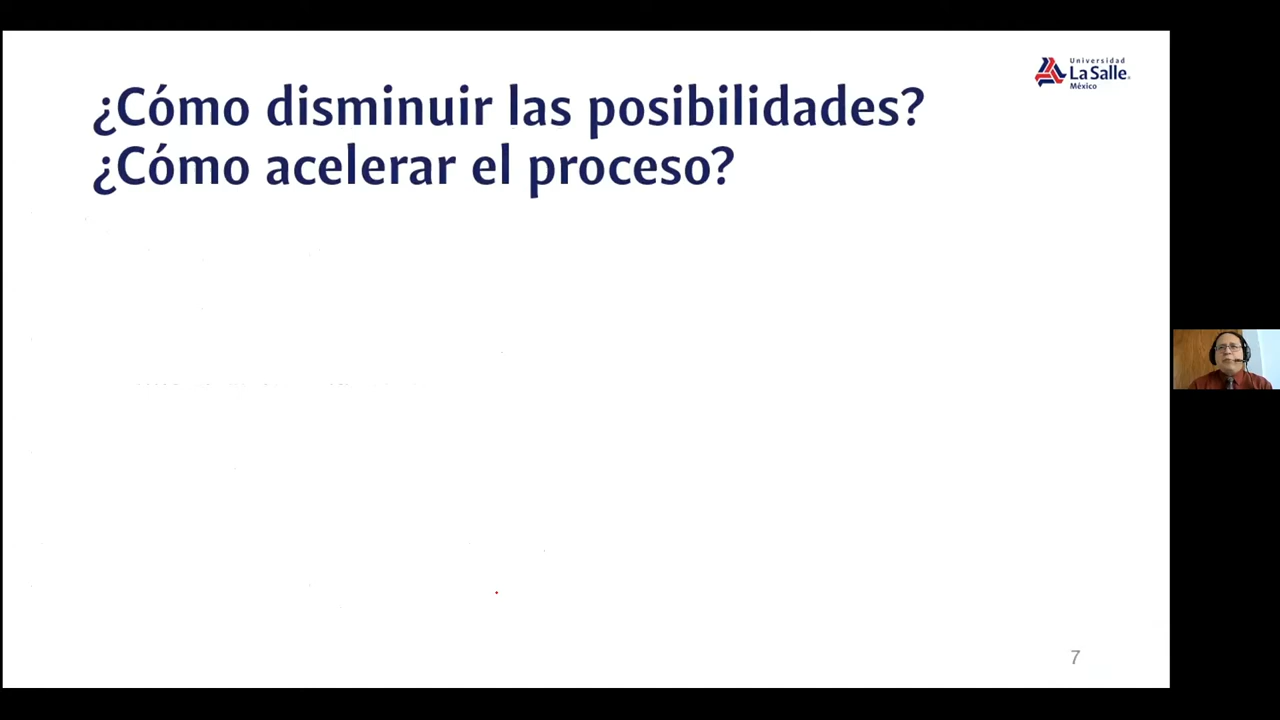 Universidad
La Salle®
México
¿Cómo disminuir las posibilidades?
¿Cómo acelerar el proceso?
7